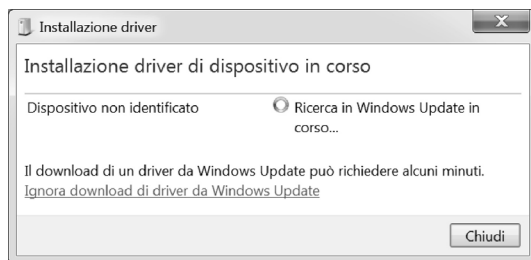 Installazione driver
Installazione driver di dispositivo in corso
Dispositivo non identificato
Ricerca in Windows Update in
corso...
Il download di un driver da Windows Update può richiedere alcuni minuti.
Ignora download di driver da Windows Update
Chiudi